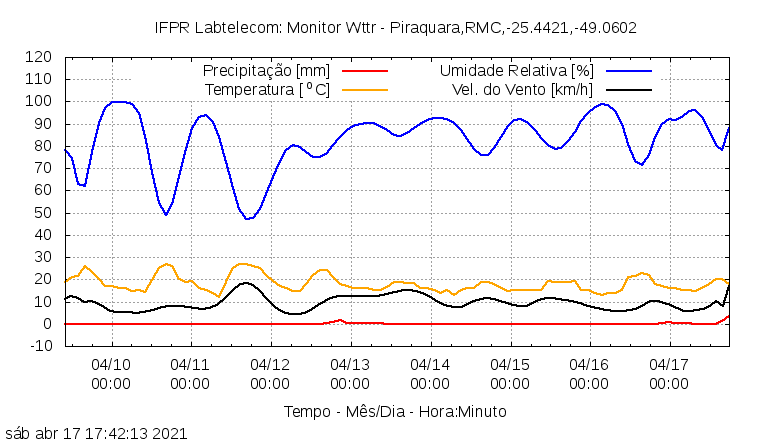 IFPR Labtelecom: Monitor Wttr - Piraquara,RMC,-25.4421,-49.0602
Precipitação [mm]
Umidade Relativa [%]
Temperatura [⁰C]
Vel. do Vento [km/h]
120
110
100
90
80
70
60
50
40
30
20
10
0
-10
04/10 04/11 04/12 04/13 04/14 04/15 04/16 04/17
00:00 00:00 00:00 00:00 00:00 00:00 00:00 00:00
Tempo - Mês/Dia - Hora:Minuto
sáb abr 17 17:42:13 2021